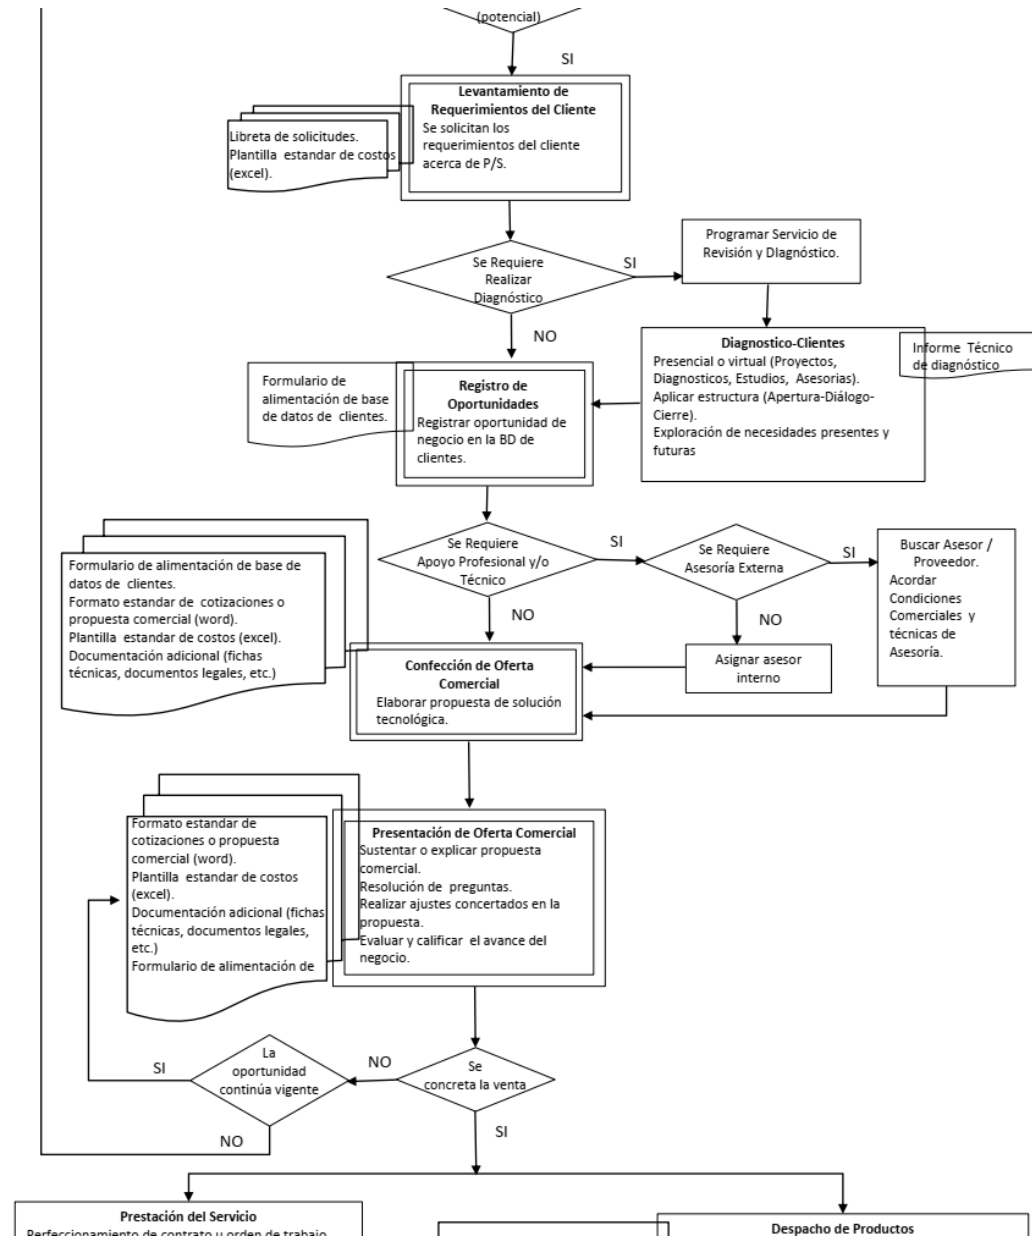 (potencial)
SI
Levantamiento de
Requerimientos del Cliente
Se solicitan los
requerimientos del cliente
acerca de P/S.
Libreta de solicitudes.
Plantilla estandar de costos
(excel).
Programar Servicio de
Revisión y DIagnóstico.
Se Requiere
Realizar
Diagnóstico
SI
NO
Diagnostico-Clientes
Presencial o virtual (Proyectos,
Diagnosticos, Estudios, Asesorias).
Aplicar estructura (Apertura-Diálogo-
Cierre).
Exploración de necesidades presentes y
futuras
Informe Técnico
de diagnóstico
Formulario de
alimentación de base
de datos de clientes.
Registro de
Oportunidades
Registrar oportunidad de
negocio en la BD de
clientes.
Se Requiere
Apoyo Profesional y/o
Técnico
SI
NO
Se Requiere
Asesoría Externa
SI
NO
Buscar Asesor /
Proveedor.
Acordar
Condiciones
Comerciales y
técnicas de
Asesoría.
Formulario de alimentación de base de
datos de clientes.
Formato estandar de cotizaciones o
propuesta comercial (word).
Plantilla estandar de costos (excel).
Documentación adicional (fichas
técnicas, documentos legales, etc.)
Asignar asesor
interno
Confección de Oferta
Comercial
Elaborar propuesta de solución
tecnológica.
Formato estandar de
cotizaciones o propuesta
comercial (word).
Plantilla estandar de costos
(excel).
Documentación adicional (fichas
técnicas, documentos legales,
etc.)
Formulario de alimentación de
Presentación de Oferta Comercial
Sustentar o explicar propuesta
comercial.
Resolución de preguntas.
Realizar ajustes concertados en la
propuesta.
Evaluar y calificar el avance del
negocio.
La
oportunidad
continúa vigente
SI
NO
Se
concreta la venta
NO
SI
Prestación del Servicio
Perfeccionamiento de contrato u orden de trabajo
Despacho de Productos